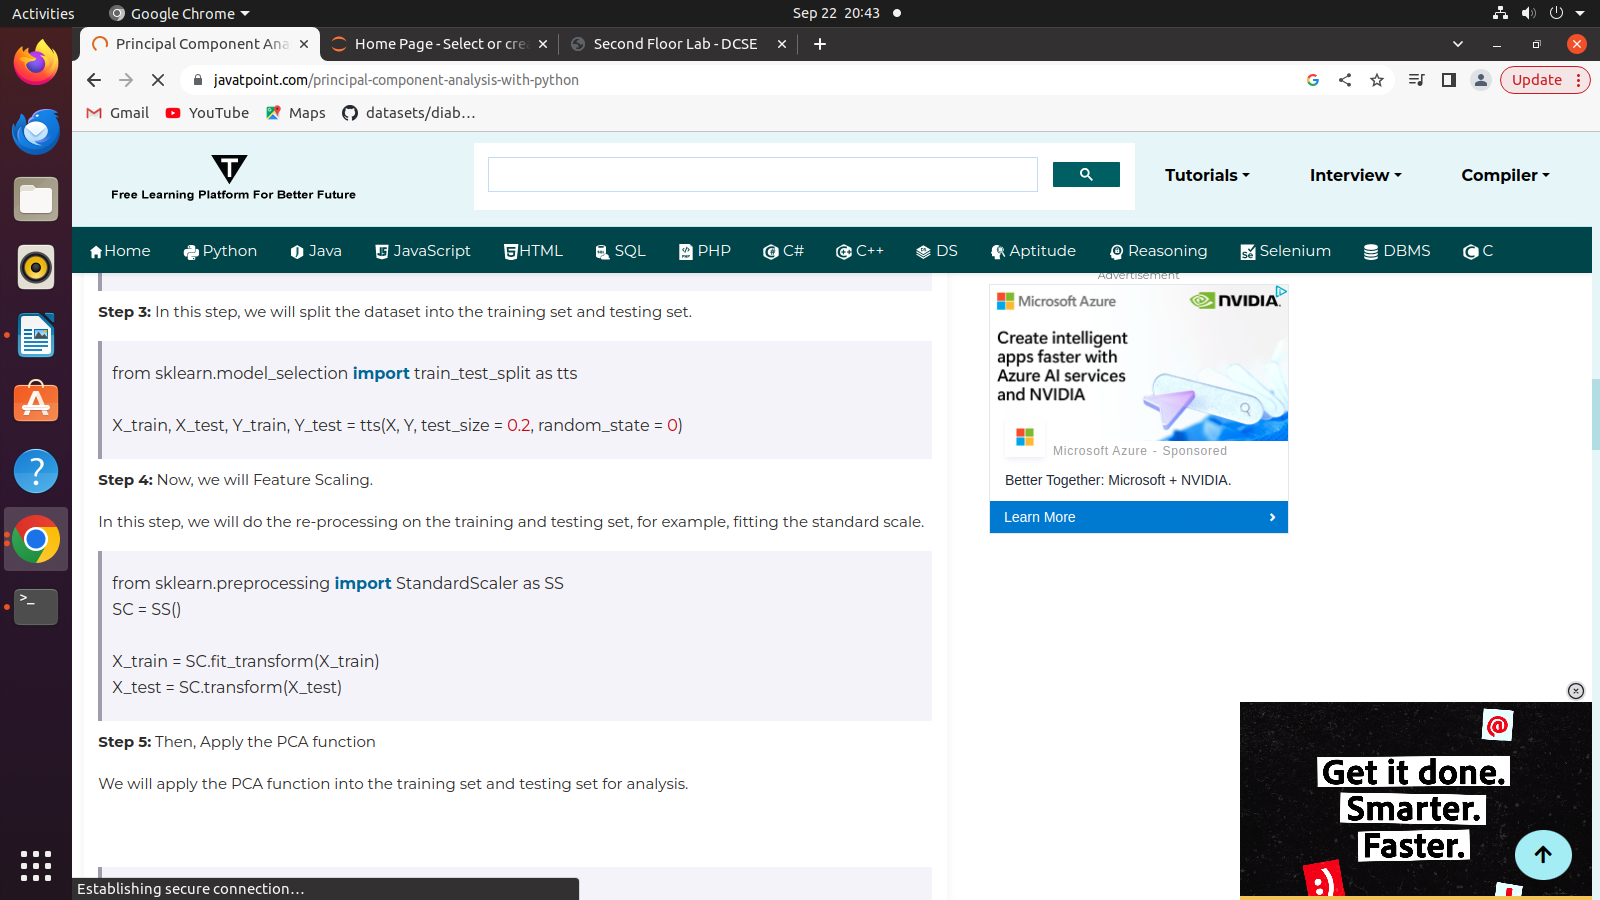 Activities
Google Chrome
Sep 22 20:43
Principal Component Ana
Home Page - Select or crea
Second Floor Lab - DCSE
javatpoint.com/principal-component-analysis-with-python
Update
Gmail
YouTube
Maps
datasets/diab…
T
Free Learning Platform For Better Future
Tutorials
Interview
Compiler
Home
Python
Java
JavaScript
HTML
SQL
PHP
C#
C++
DS
Aptitude
Reasoning
Selenium
DBMS
C
Advertisement
Step 3: In this step, we will split the dataset into the training set and testing set.
from sklearn.model_selection import train_test_split as tts
X_train, X_test, Y_train, Y_test = tts(X, Y, test_size = 0.2, random_state = 0)
Step 4: Now, we will Feature Scaling.
In this step, we will do the re-processing on the training and testing set, for example, fitting the standard scale.
from sklearn.preprocessing import StandardScaler as SS
SC = SS()
X_train = SC.fit_transform(X_train)
X_test = SC.transform(X_test)
Step 5: Then, Apply the PCA function
We will apply the PCA function into the training set and testing set for analysis.
Microsoft Azure
NVIDIA.
Create intelligent
apps faster with
Azure AI services
and NVIDIA
Microsoft Azure - Sponsored
Better Together: Microsoft + NVIDIA.
Learn More
@
Get it done.
Smarter.
Faster.
:)
!
Establishing secure connection…